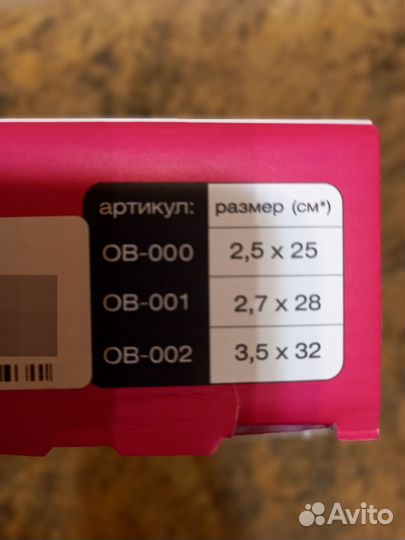 артикул: размер (см*)
OB-000 2,5 x 25
OB-001 2,7 x 28
OB-002 3,5 x 32
Avito